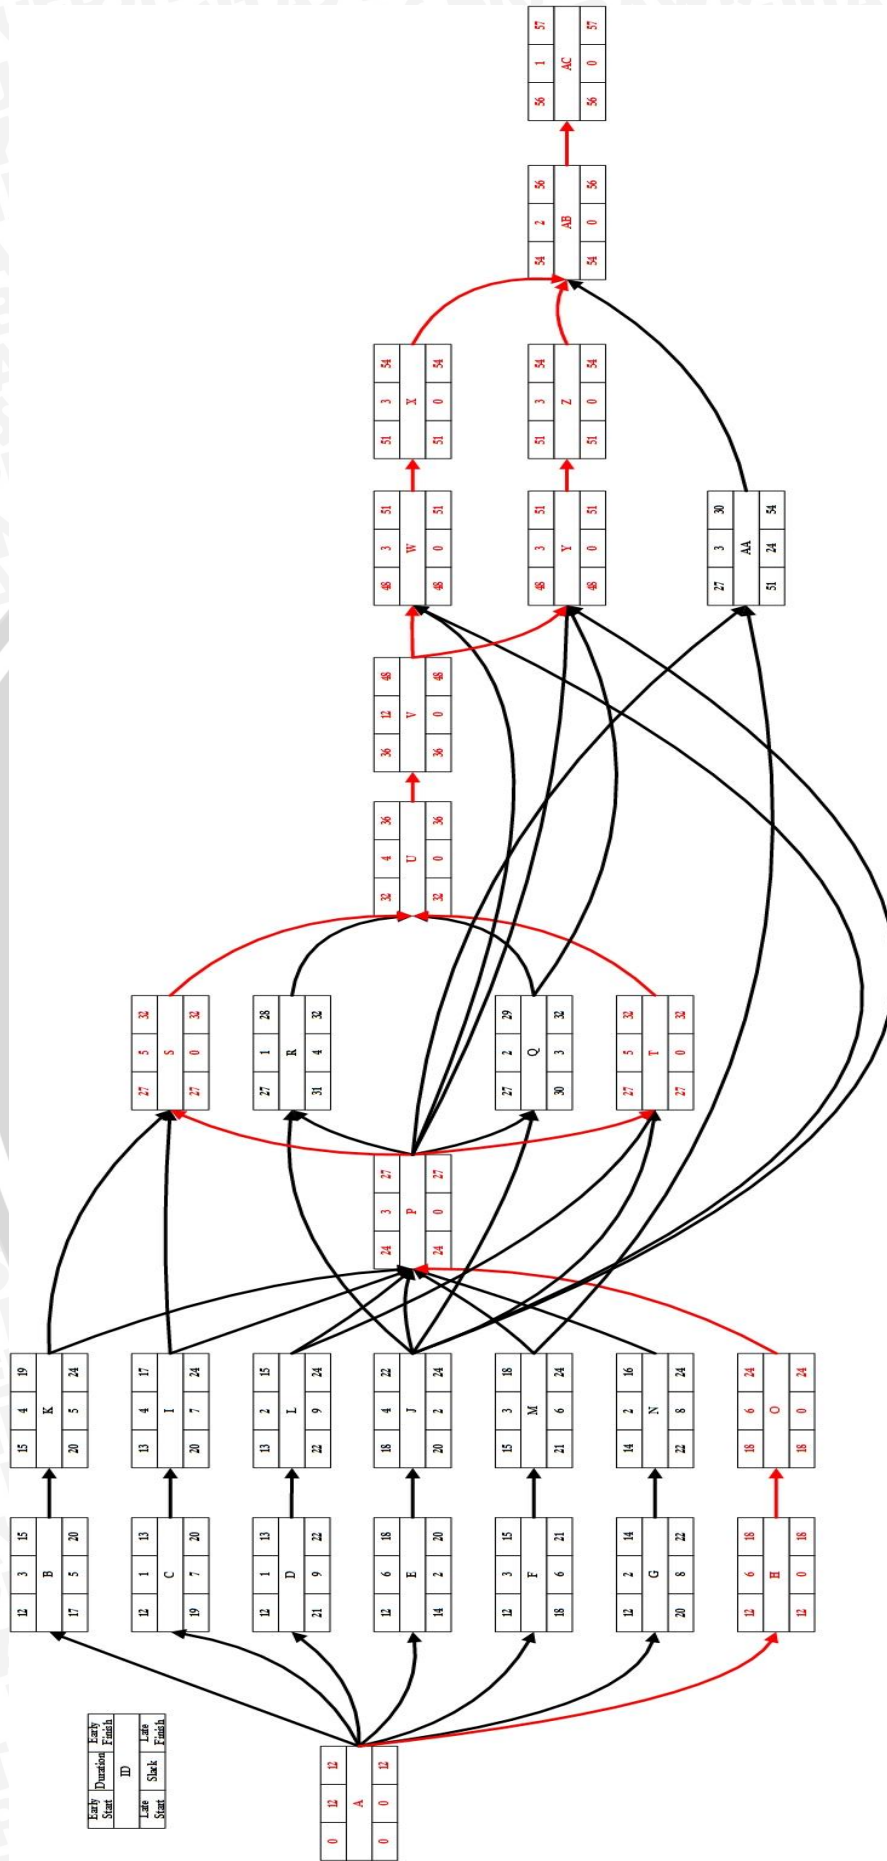 Early Start Duration Early Finish
ID
Late Start Slack Late Finish
0 12 12
A
0 0 12
12 3 15
B
17 5 20
12 1 13
C
19 7 20
12 1 13
D
21 9 22
12 6 18
E
14 2 20
12 3 15
F
18 6 21
12 2 14
G
20 8 22
12 6 18
H
12 0 18
15 4 19
K
20 5 24
13 4 17
I
20 7 24
13 2 15
L
22 9 24
18 4 22
J
20 2 24
15 3 18
M
21 6 24
14 2 16
N
22 8 24
18 6 24
O
18 0 24
24 3 27
P
24 0 27
27 5 32
S
27 0 32
27 1 28
R
31 4 32
27 2 29
Q
30 3 32
27 5 32
T
27 0 32
32 4 36
U
32 0 36
36 12 48
V
36 0 48
48 3 51
W
48 0 51
48 3 51
Y
48 0 51
27 3 30
AA
51 24 54
51 3 54
X
51 0 54
51 3 54
Z
51 0 54
54 2 56
AB
54 0 56
56 1 57
AC
56 0 57